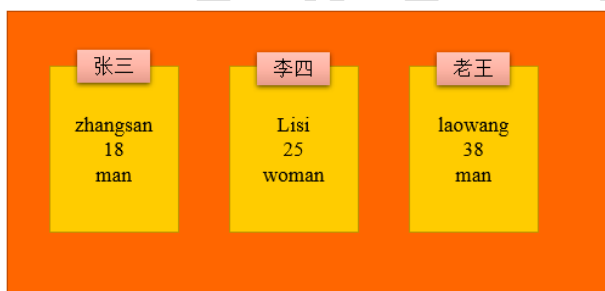 张三
zhangsan
18
man
李四
Lisi
25
woman
老王
laowang
38
man